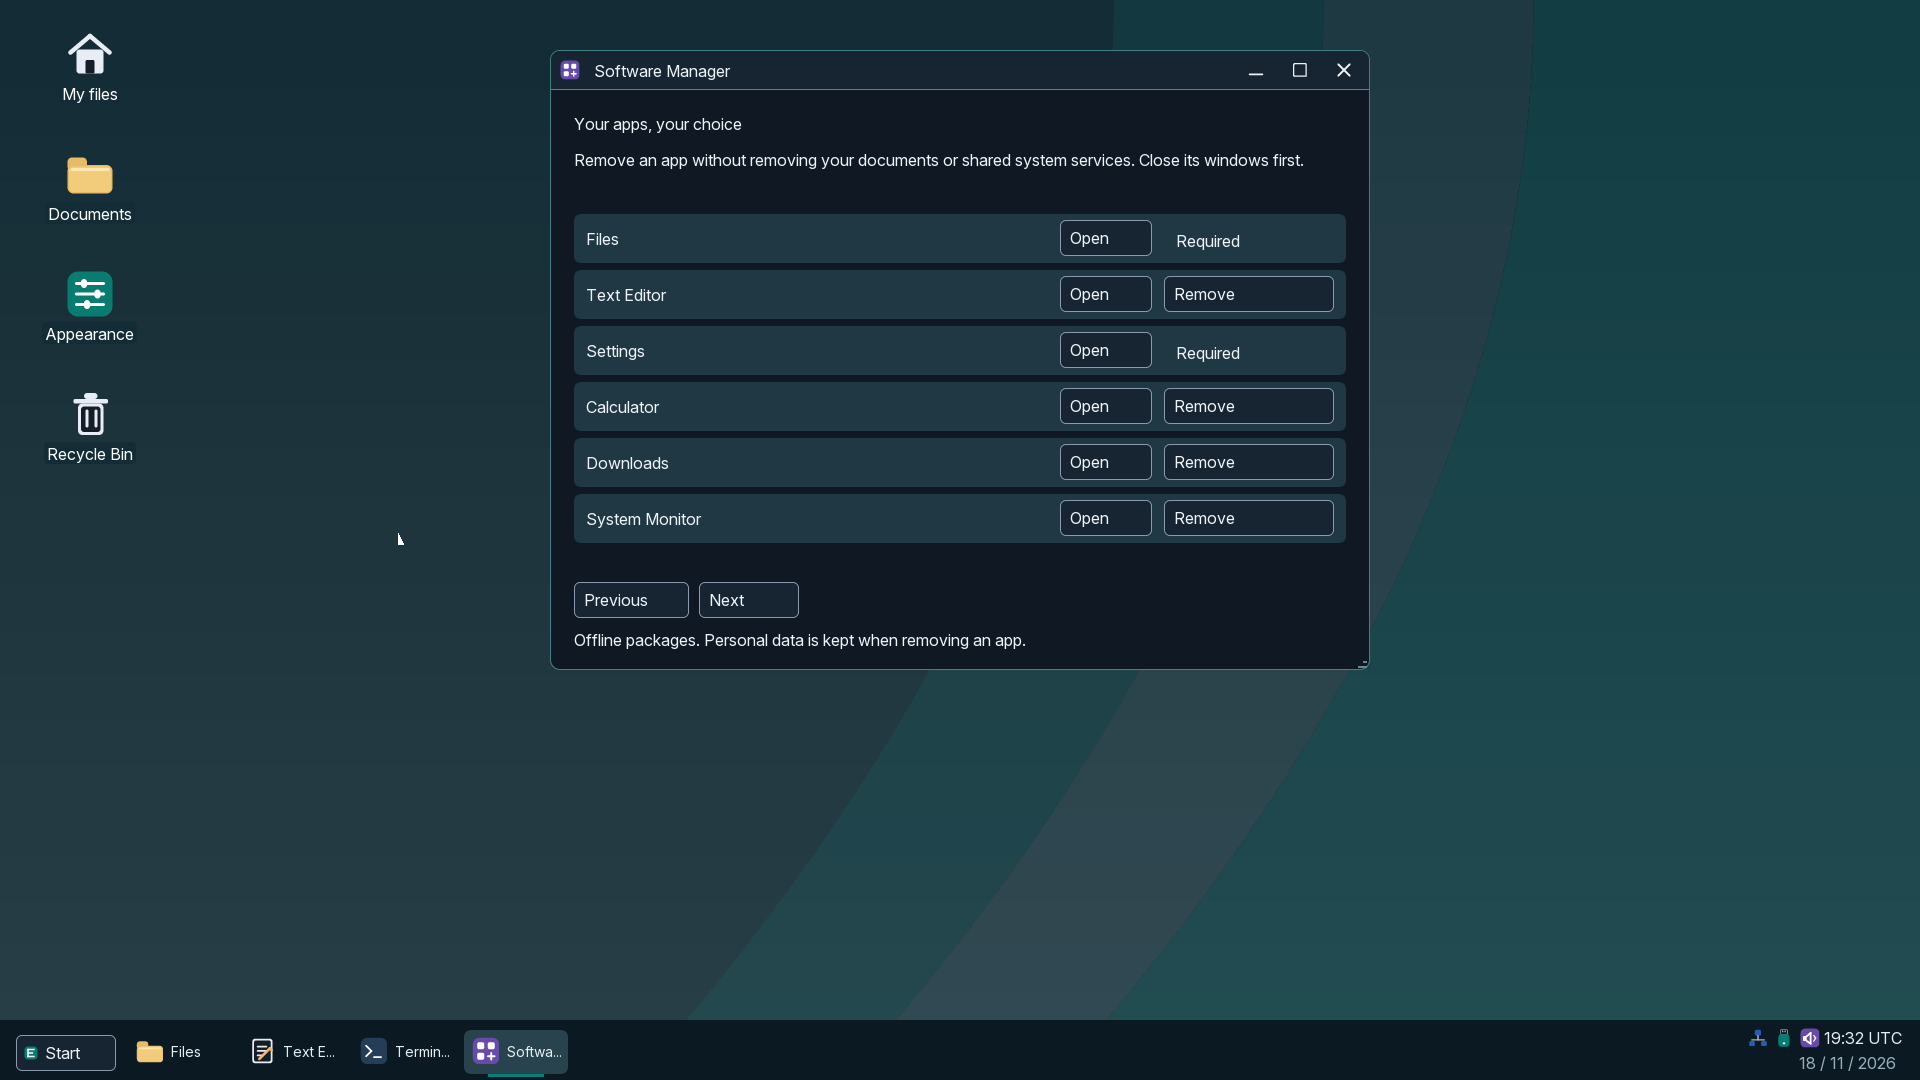 My files
Documents
Appearance
Recycle Bin
Software Manager
Your apps, your choice
Remove an app without removing your documents or shared system services. Close its windows first.
Files Open Required
Text Editor Open Remove
Settings Open Required
Calculator Open Remove
Downloads Open Remove
System Monitor Open Remove
Previous Next
Offline packages. Personal data is kept when removing an app.
Start Files Text E... Termin... Softwa... 19:32 UTC
18 / 11 / 2026